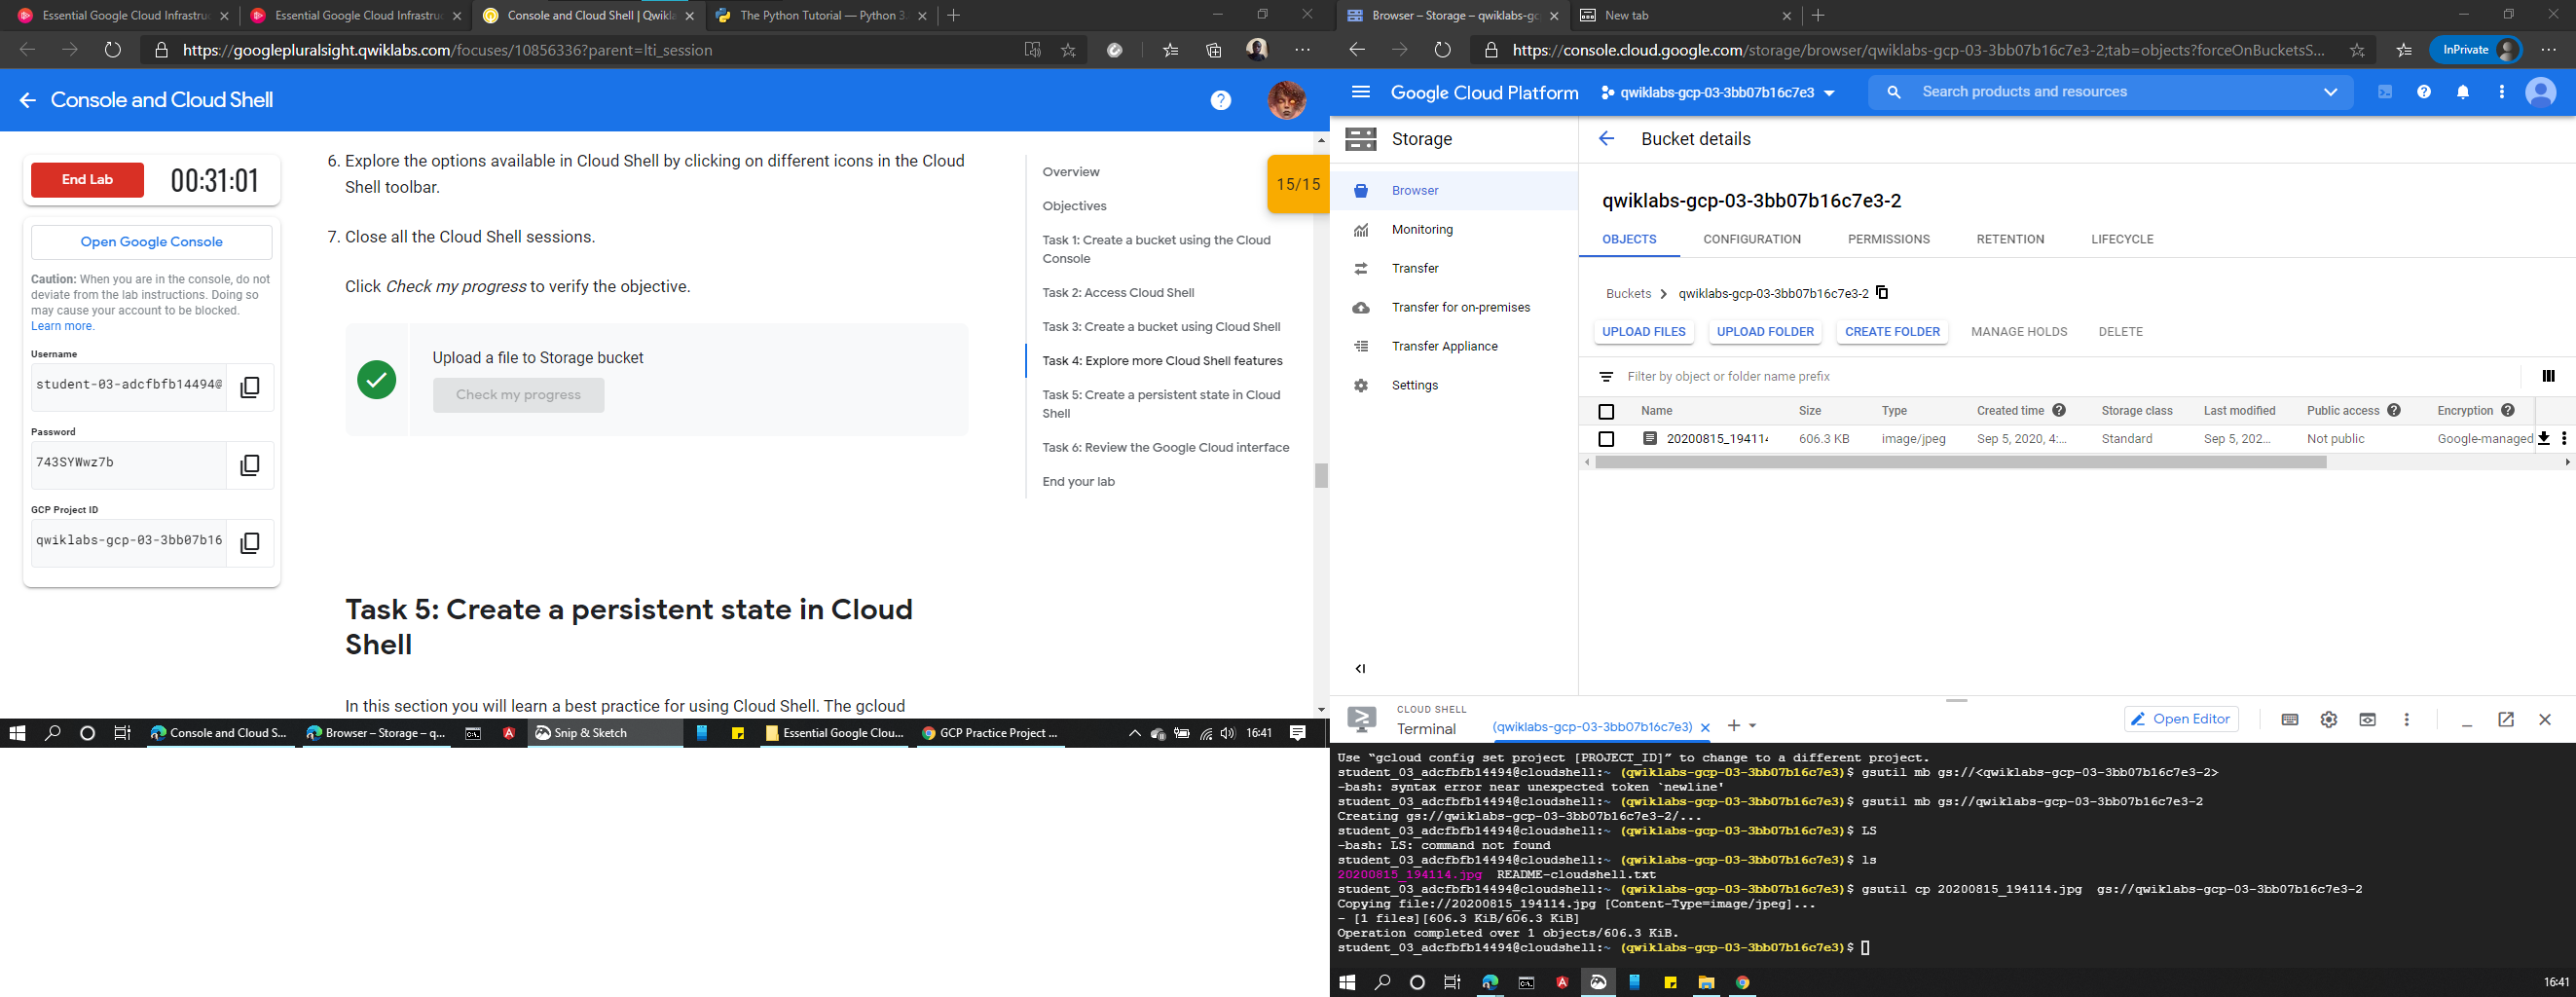 Essential Google Cloud Infrastruc
Essential Google Cloud Infrastruc
Console and Cloud Shell | Qwikla
The Python Tutorial — Python 3.
https://googlepluralsight.qwiklabs.com/focuses/10856336?parent=lti_session
Console and Cloud Shell
End Lab
00:31:01
Open Google Console
Caution: When you are in the console, do not
deviate from the lab instructions. Doing so
may cause your account to be blocked.
Learn more.
Username
student-03-adcfbfb14494@
Password
743SYWwz7b
GCP Project ID
qwiklabs-gcp-03-3bb07b16
6. Explore the options available in Cloud Shell by clicking on different icons in the Cloud
Shell toolbar.
7. Close all the Cloud Shell sessions.
Click Check my progress to verify the objective.
Upload a file to Storage bucket
Check my progress
Task 5: Create a persistent state in Cloud
Shell
In this section you will learn a best practice for using Cloud Shell. The gcloud
Overview
Objectives
Task 1: Create a bucket using the Cloud
Console
Task 2: Access Cloud Shell
Task 3: Create a bucket using Cloud Shell
Task 4: Explore more Cloud Shell features
Task 5: Create a persistent state in Cloud
Shell
Task 6: Review the Google Cloud interface
End your lab
15/15
Console and Cloud S...
Browser – Storage – q...
Snip & Sketch
Essential Google Clou...
GCP Practice Project ...
16:41
Browser – Storage – qwiklabs-gc
New tab
https://console.cloud.google.com/storage/browser/qwiklabs-gcp-03-3bb07b16c7e3-2;tab=objects?forceOnBucketsS...
InPrivate
Google Cloud Platform
qwiklabs-gcp-03-3bb07b16c7e3
Search products and resources
Storage
Browser
Monitoring
Transfer
Transfer for on-premises
Transfer Appliance
Settings
Bucket details
qwiklabs-gcp-03-3bb07b16c7e3-2
OBJECTS CONFIGURATION PERMISSIONS RETENTION LIFECYCLE
Buckets qwiklabs-gcp-03-3bb07b16c7e3-2
UPLOAD FILES UPLOAD FOLDER CREATE FOLDER MANAGE HOLDS DELETE
Filter by object or folder name prefix
Name Size Type Created time Storage class Last modified Public access Encryption
20200815_19411 606.3 KB image/jpeg Sep 5, 2020, 4:... Standard Sep 5, 202... Not public Google-managed
CLOUD SHELL
Terminal
(qwiklabs-gcp-03-3bb07b16c7e3)
Open Editor
Use "gcloud config set project [PROJECT_ID]" to change to a different project.
student_03_adcfbfb14494@cloudshell:~ (qwiklabs-gcp-03-3bb07b16c7e3)$ gsutil mb gs://<qwiklabs-gcp-03-3bb07b16c7e3-2>
-bash: syntax error near unexpected token `newline'
student_03_adcfbfb14494@cloudshell:~ (qwiklabs-gcp-03-3bb07b16c7e3)$ gsutil mb gs://qwiklabs-gcp-03-3bb07b16c7e3-2
Creating gs://qwiklabs-gcp-03-3bb07b16c7e3-2/...
student_03_adcfbfb14494@cloudshell:~ (qwiklabs-gcp-03-3bb07b16c7e3)$ LS
-bash: LS: command not found
student_03_adcfbfb14494@cloudshell:~ (qwiklabs-gcp-03-3bb07b16c7e3)$ ls
20200815_194114.jpg README-cloudshell.txt
student_03_adcfbfb14494@cloudshell:~ (qwiklabs-gcp-03-3bb07b16c7e3)$ gsutil cp 20200815_194114.jpg gs://qwiklabs-gcp-03-3bb07b16c7e3-2
Copying file://20200815_194114.jpg [Content-Type=image/jpeg]...
- [1 files][606.3 KiB/606.3 KiB]
Operation completed over 1 objects/606.3 KiB.
student_03_adcfbfb14494@cloudshell:~ (qwiklabs-gcp-03-3bb07b16c7e3)$
16:41